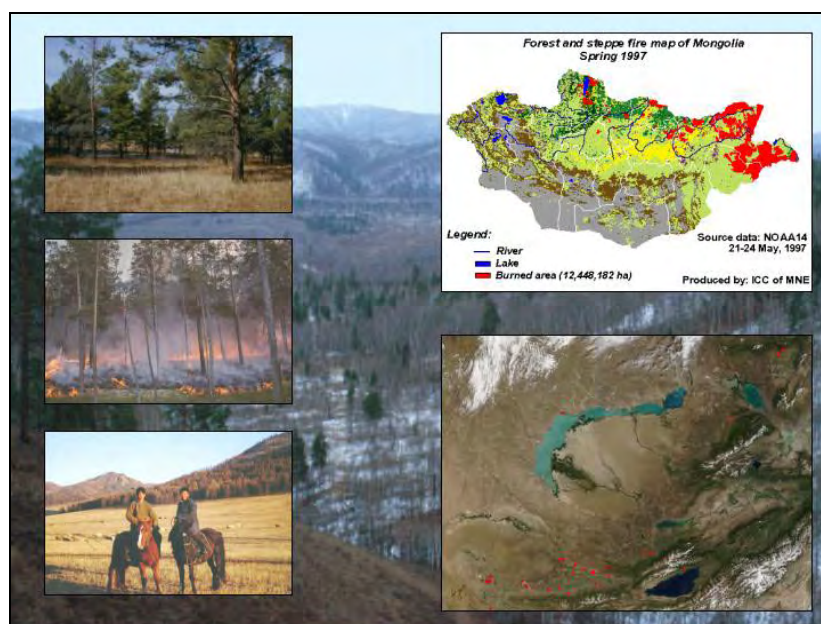 Forest and steppe fire map of Mongolia
Spring 1997
Legend:
River
Lake
Burned area (12,448,182 ha)
Source data: NOAA14
21-24 May, 1997
Produced by: ICC of MNE